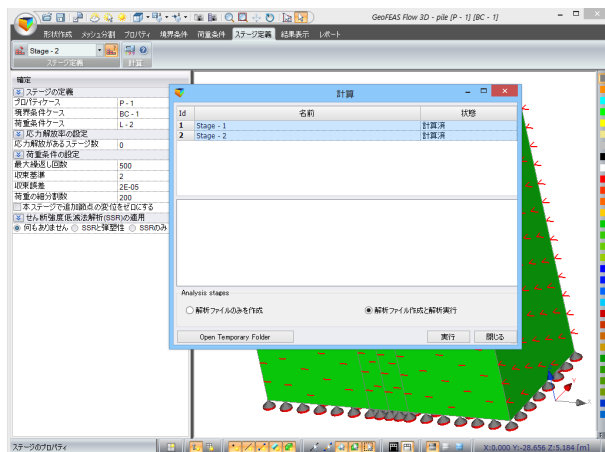 GeoFEAS Flow 3D - pile [P - 1] [BC - 1]
形状作成 メッシュ分割 プロパティ 境界条件 荷重条件 ステージ定義 結果表示 レポート
Stage - 2
ステージ定義 計算
確定
ステージの定義
プロパティケース P - 1
境界条件ケース BC - 1
荷重条件ケース L - 2
応力解放率の設定
応力解放があるステージ数 0
荷重条件の設定
最大繰返し回数 500
収束基準 2
収束誤差 2E-05
荷重の細分割数 200
本ステージで追加節点の変位をゼロにする
せん断強度低減法解析(SSR)の適用
何もありません SSRと弾塑性 SSRのみ
計算
Id 名前 状態
1 Stage - 1 計算済
2 Stage - 2 計算済
Analysis stages
解析ファイルのみを作成 解析ファイル作成と解析実行
Open Temporary Folder 実行 閉じる
ステージのプロパティ
X:0.000 Y:-28.656 Z:5.184 [m]